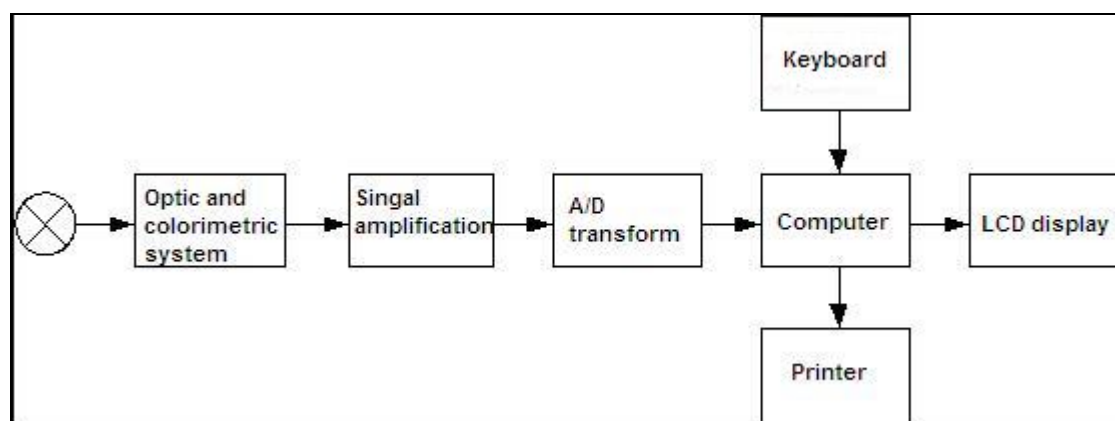 Keyboard
Optic and
colorimetric
system
Singal
amplification
A/D
transform
Computer
LCD display
Printer